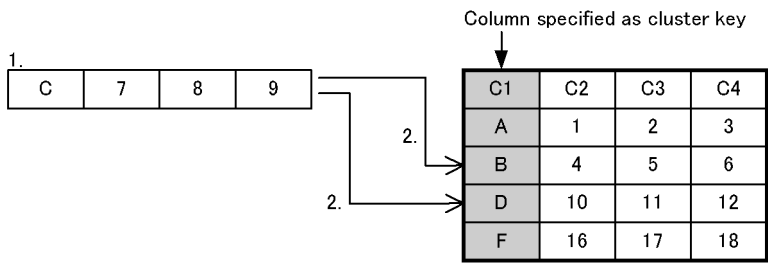 Column specified as cluster key
1.
C 7 8 9
C1 C2 C3 C4
A 1 2 3
2.
B 4 5 6
2.
D 10 11 12
F 16 17 18